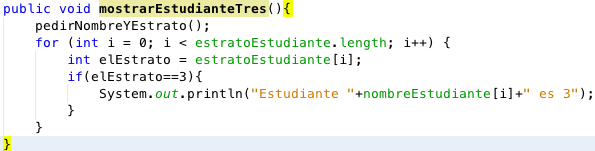 public void mostrarEstudianteTres(){
    pedirNombreYEstrato();
    for (int i = 0; i < estratoEstudiante.length; i++) {
        int elEstrato = estratoEstudiante[i];
        if(elEstrato==3){
            System.out.println("Estudiante "+nombreEstudiante[i]+" es 3");
        }
    }
}